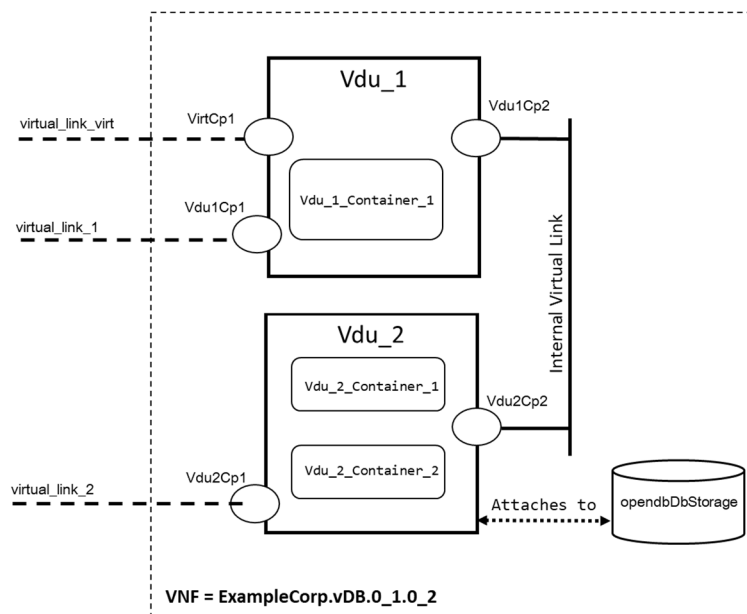 Vdu_1
VirtCp1
Vdu1Cp2
virtual_link_virt
Vdu_1_Container_1
Vdu1Cp1
virtual_link_1
Internal Virtual Link
Vdu_2
Vdu_2_Container_1
Vdu2Cp2
Vdu_2_Container_2
Vdu2Cp1
virtual_link_2
Attaches to
opendbDbStorage
VNF = ExampleCorp.vDB.0_1.0_2